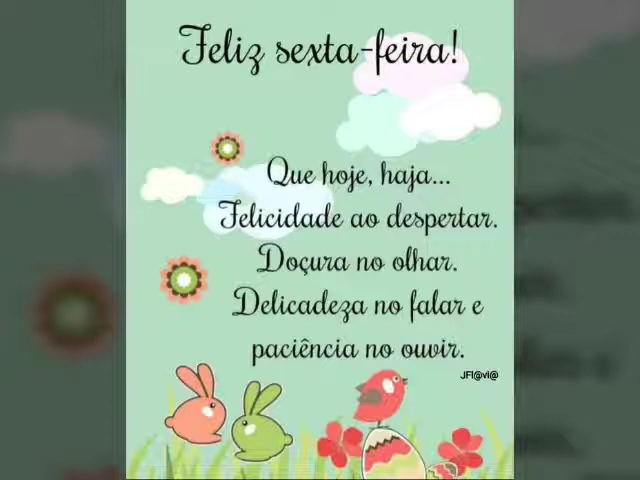 Feliz sexta-feira!
Que hoje, haja...
Felicidade ao despertar.
Doçura no olhar.
Delicadeza no falar e
paciência no ouvir.
JFl@vi@